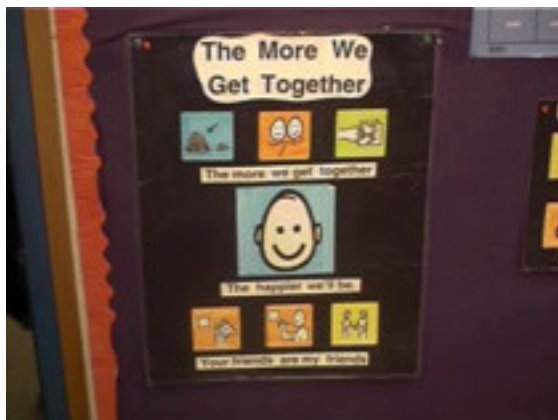 The More We
Get Together
The more we get together
The happier we'll be.
Your friends are my friends